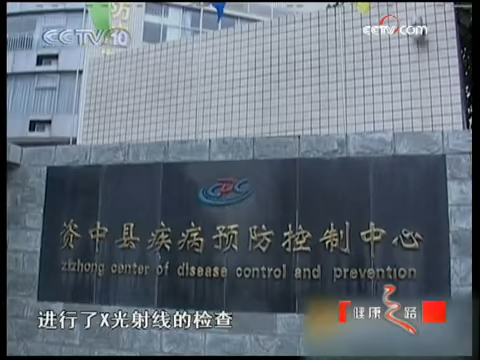 CCTV 10
cctv.com
CDC
资中县疾病预防控制中心
zizhong center of disease control and prevention
进行了X光射线的检查
健康之路